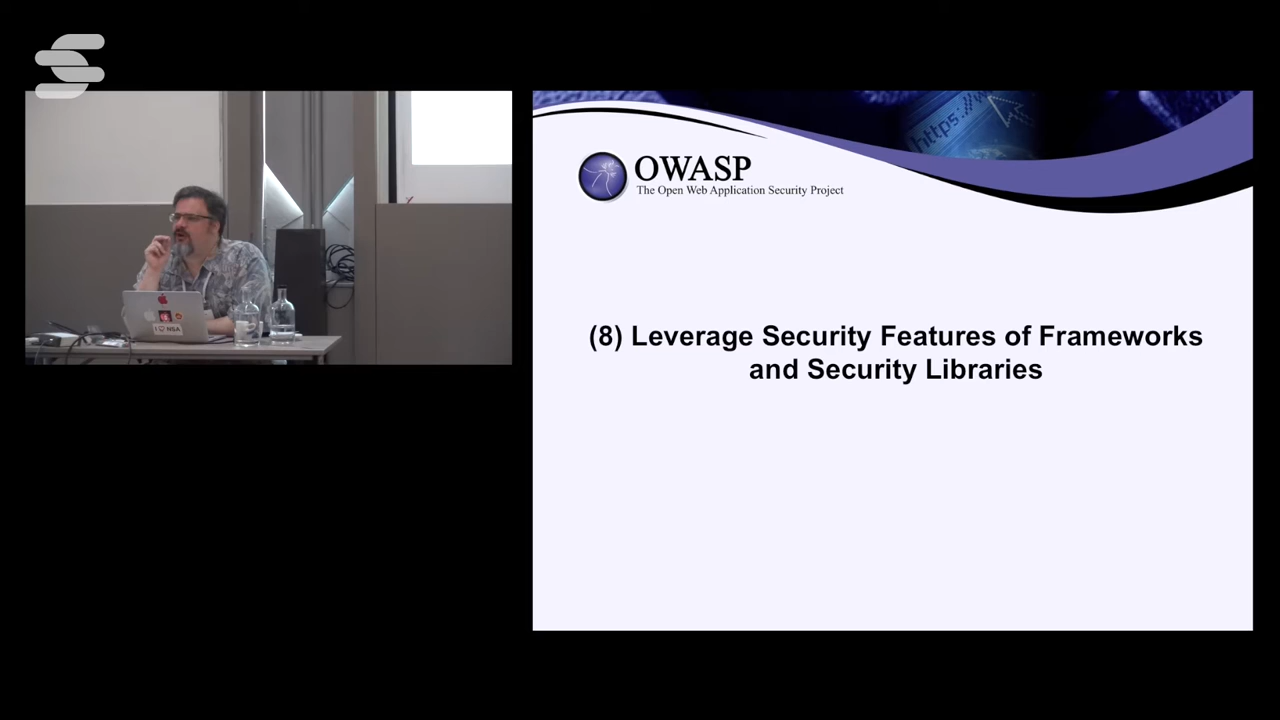 https://w
OWASP
The Open Web Application Security Project
(8) Leverage Security Features of Frameworks
and Security Libraries
I NSA